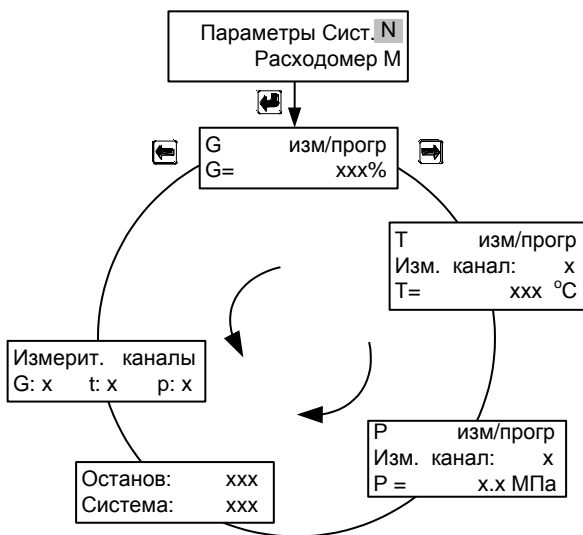 Параметры Сист. N
Расходомер М
G изм/прогр
G= xxx%
T изм/прогр
Изм. канал: x
T= xxx °C
P изм/прогр
Изм. канал: x
P = x.x МПа
Останов: xxx
Система: xxx
Измерит. каналы
G: x t: x p: x